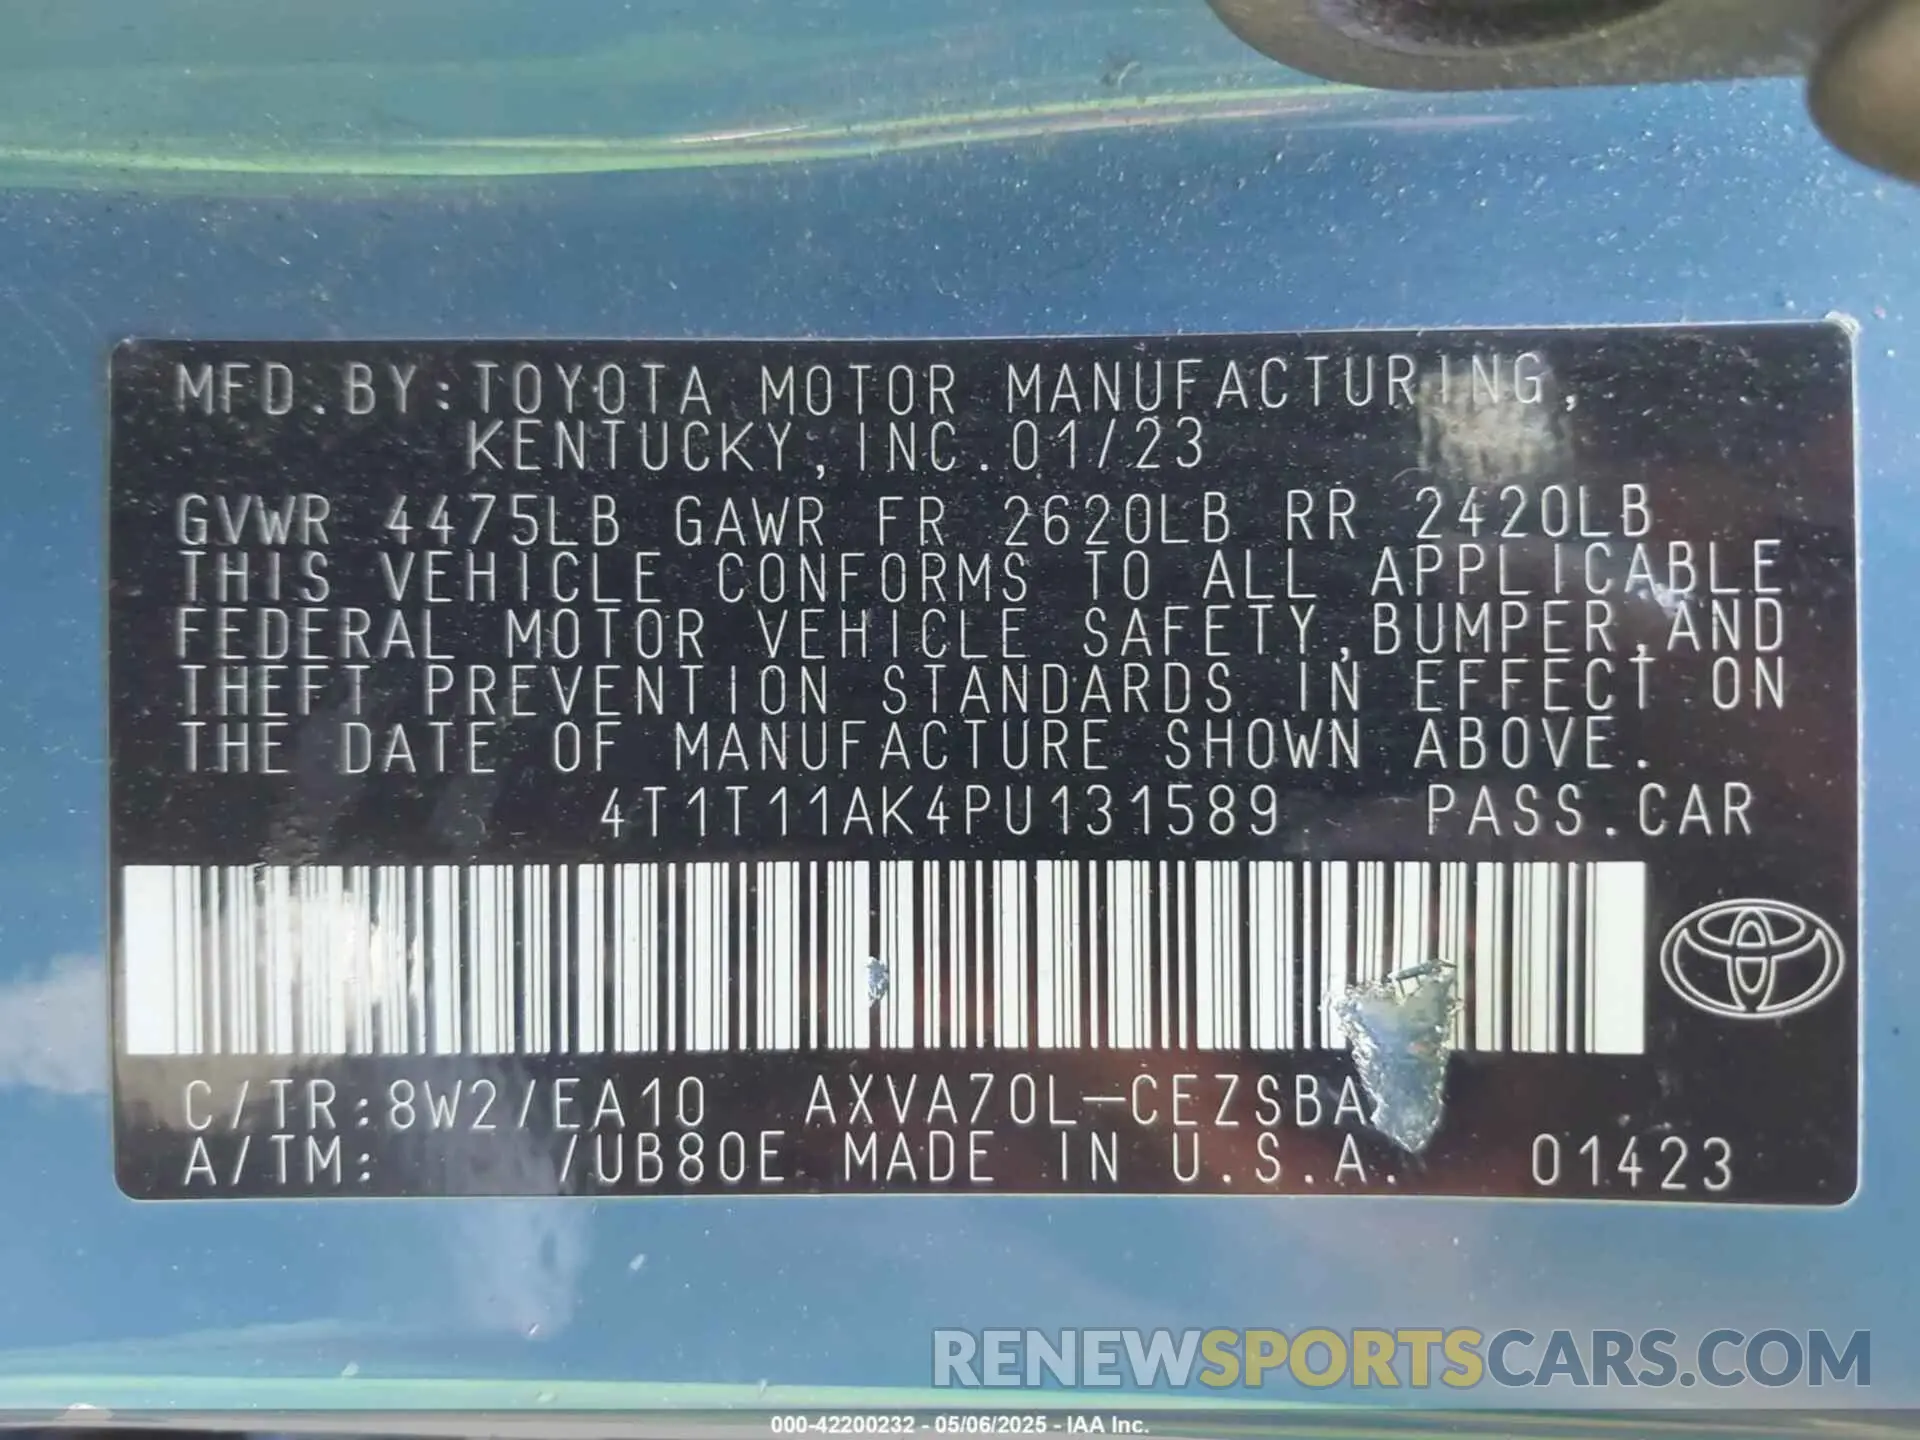 MFD.BY:TOYOTA MOTOR MANUFACTURING,
KENTUCKY,INC.01/23
GVWR 4475LB GAWR FR 2620LB RR 2420LB
THIS VEHICLE CONFORMS TO ALL APPLICABLE
FEDERAL MOTOR VEHICLE SAFETY,BUMPER,AND
THEFT PREVENTION STANDARDS IN EFFECT ON
THE DATE OF MANUFACTURE SHOWN ABOVE.
4T1T11AK4PU131589 PASS.CAR
C/TR:8W2/EA10 AXVA70L-CEZSBA
A/TM: /UB80E MADE IN U.S.A. 01423
RENEWSPORTSCARS.COM
000-42200232 - 05/06/2025 - IAA Inc.